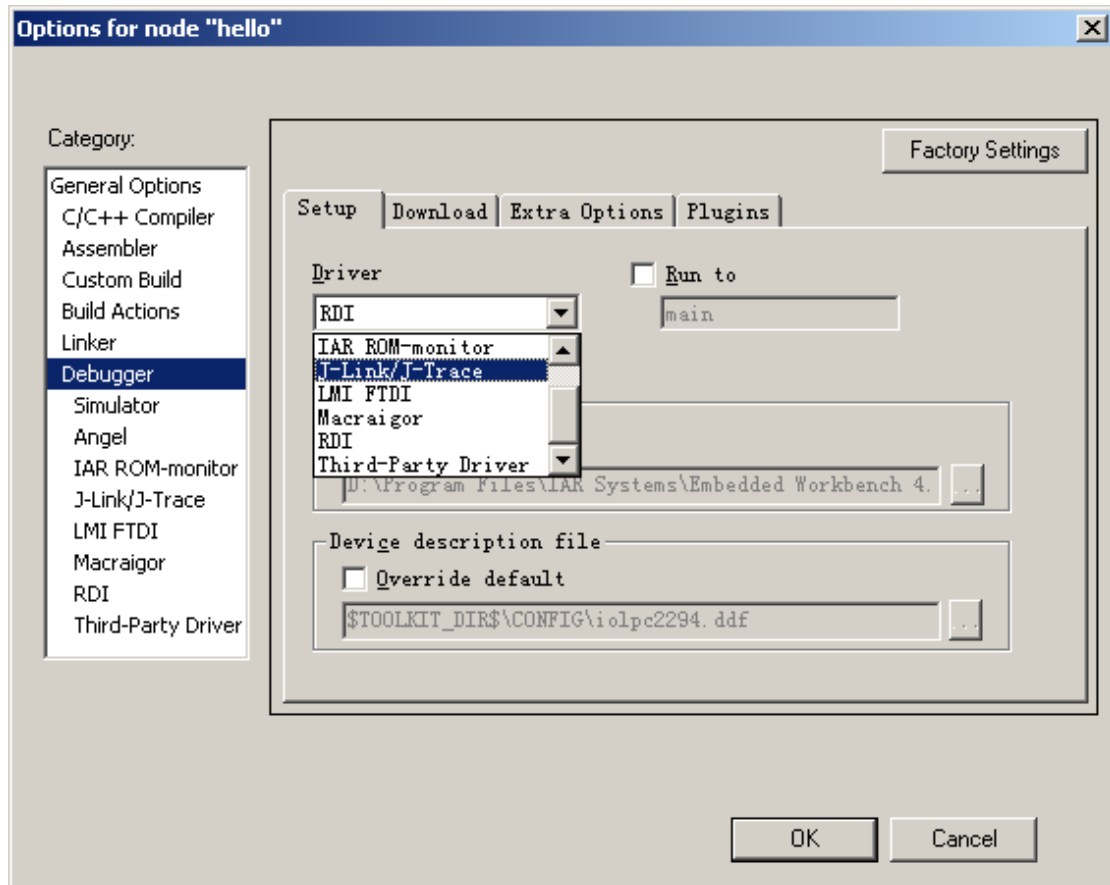 Options for node "hello"
Category:
General Options
C/C++ Compiler
Assembler
Custom Build
Build Actions
Linker
Debugger
Simulator
Angel
IAR ROM-monitor
J-Link/J-Trace
LMI FTDI
Macraigor
RDI
Third-Party Driver
Factory Settings
Setup Download Extra Options Plugins
Driver
Run to
RDI
main
IAR ROM-monitor
J-Link/J-Trace
LMI FTDI
Macraigor
RDI
Third-Party Driver
D:\Program Files\IAR Systems\Embedded Workbench 4. ...
Device description file
Override default
$TOOLKIT_DIR$\CONFIG\iolpc2294.ddf ...
OK Cancel